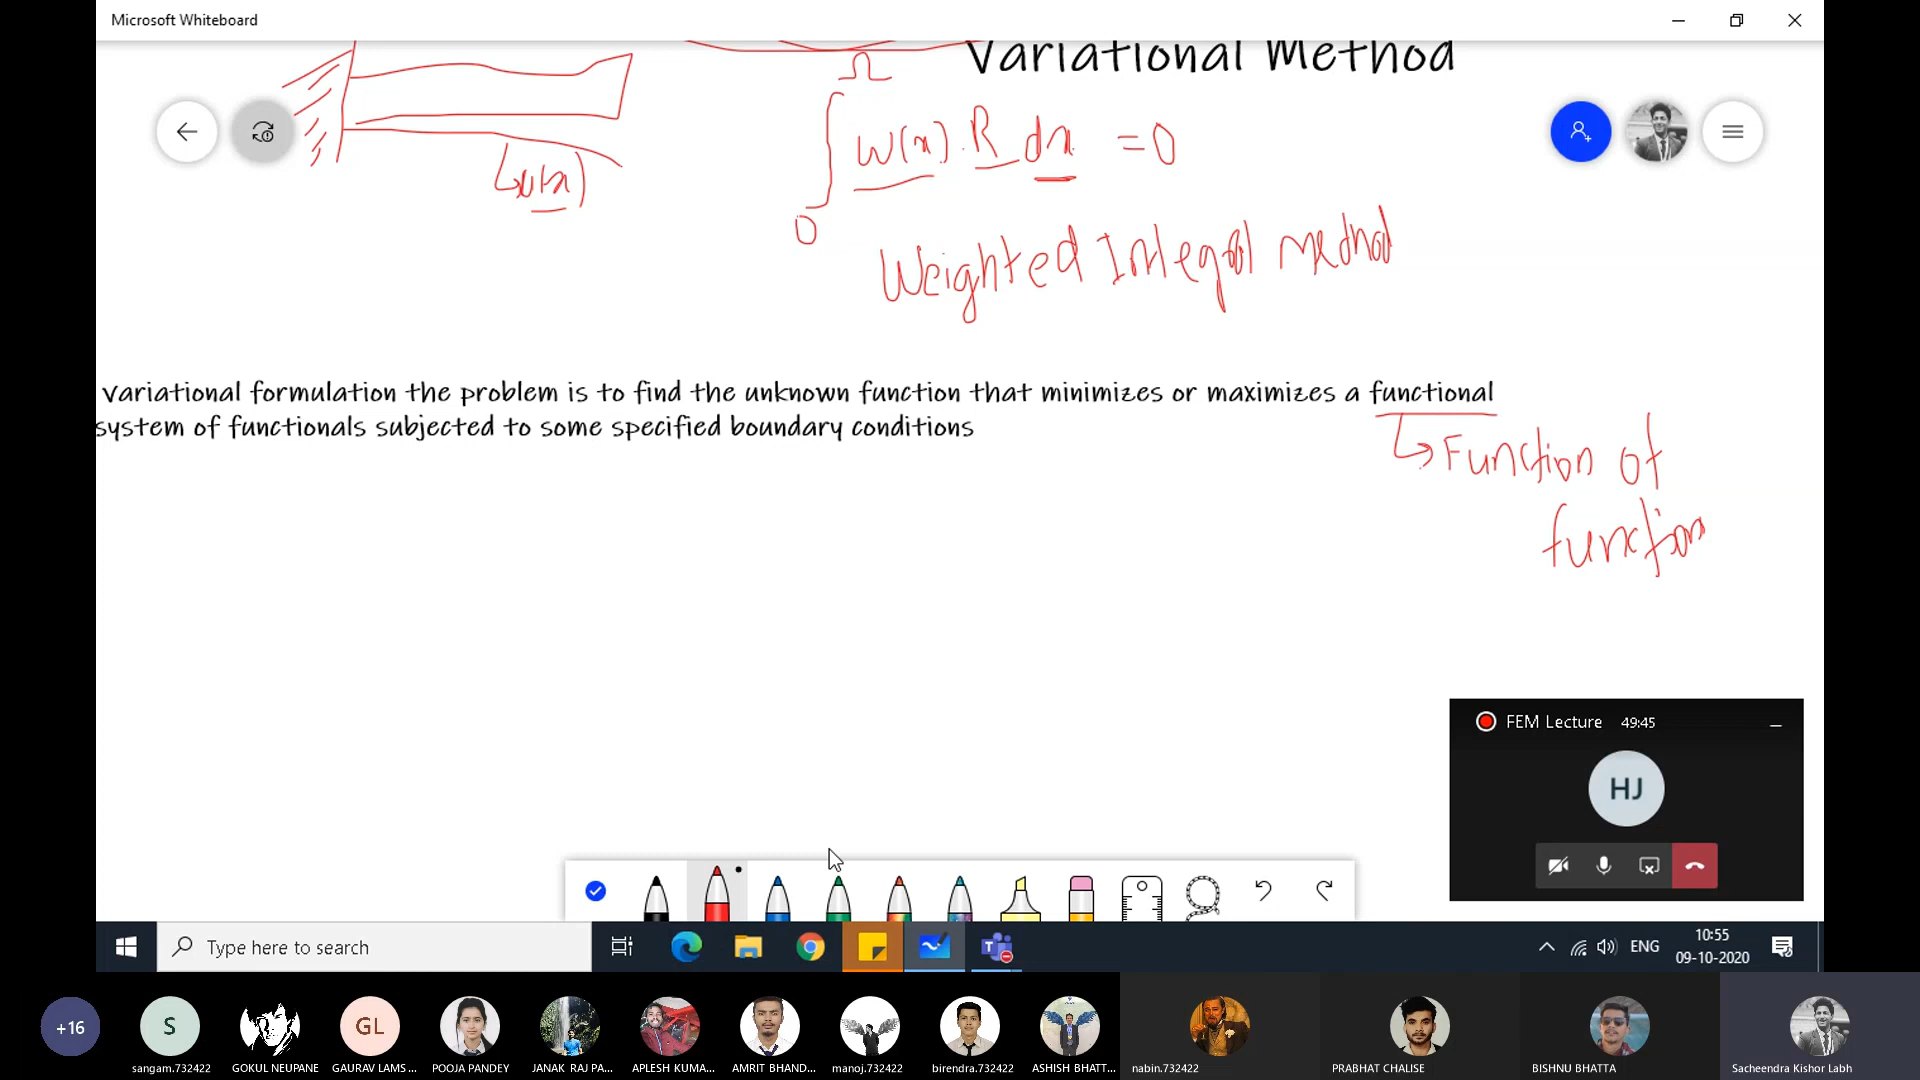 Microsoft Whiteboard
Variational Method
Ω
∫ w(x) . R dx = 0
0
u(x)
Weighted Integral Method
variational formulation the problem is to find the unknown function that minimizes or maximizes a functional
system of functionals subjected to some specified boundary conditions
Function of
function
FEM Lecture 49:45
HJ
Type here to search
ENG
10:55
09-10-2020
+16
S
GL
sangam.732422
GOKUL NEUPANE
GAURAV LAMS...
POOJA PANDEY
JANAK RAJ PA...
APLESH KUMA...
AMRIT BHAND...
manoj.732422
birendra.732422
ASHISH BHATT...
nabin.732422
PRABHAT CHALISE
BISHNU BHATTA
Sacheendra Kishor Labh